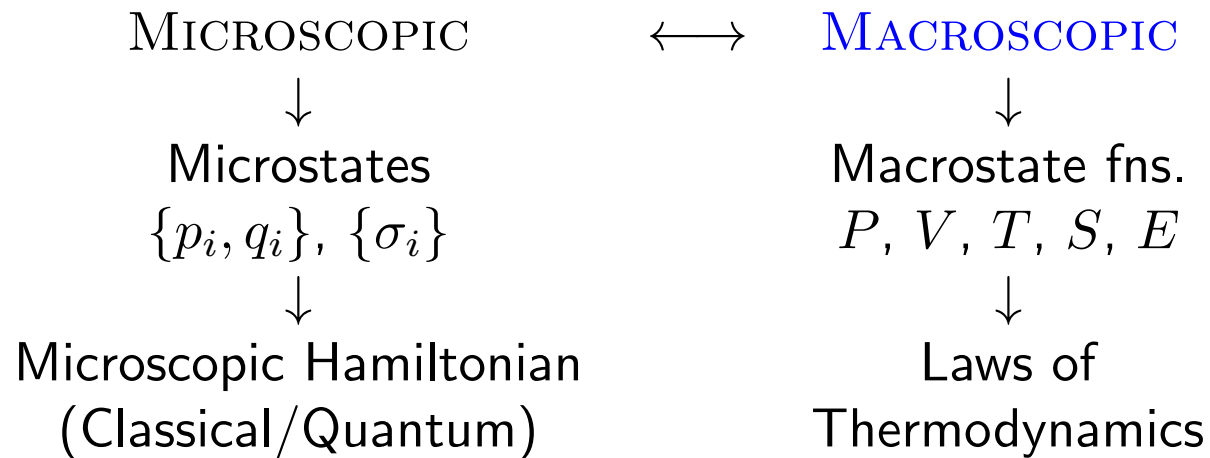 MICROSCOPIC ⟷ MACROSCOPIC
↓ ↓
Microstates Macrostate fns.
{p_i, q_i}, {σ_i} P, V, T, S, E
↓ ↓
Microscopic Hamiltonian Laws of
(Classical/Quantum) Thermodynamics